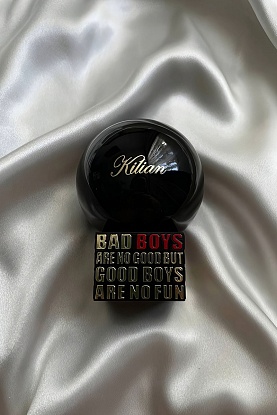 Kilian
BAD BOYS
ARE NO GOOD BUT
GOOD BOYS
ARE NO FUN